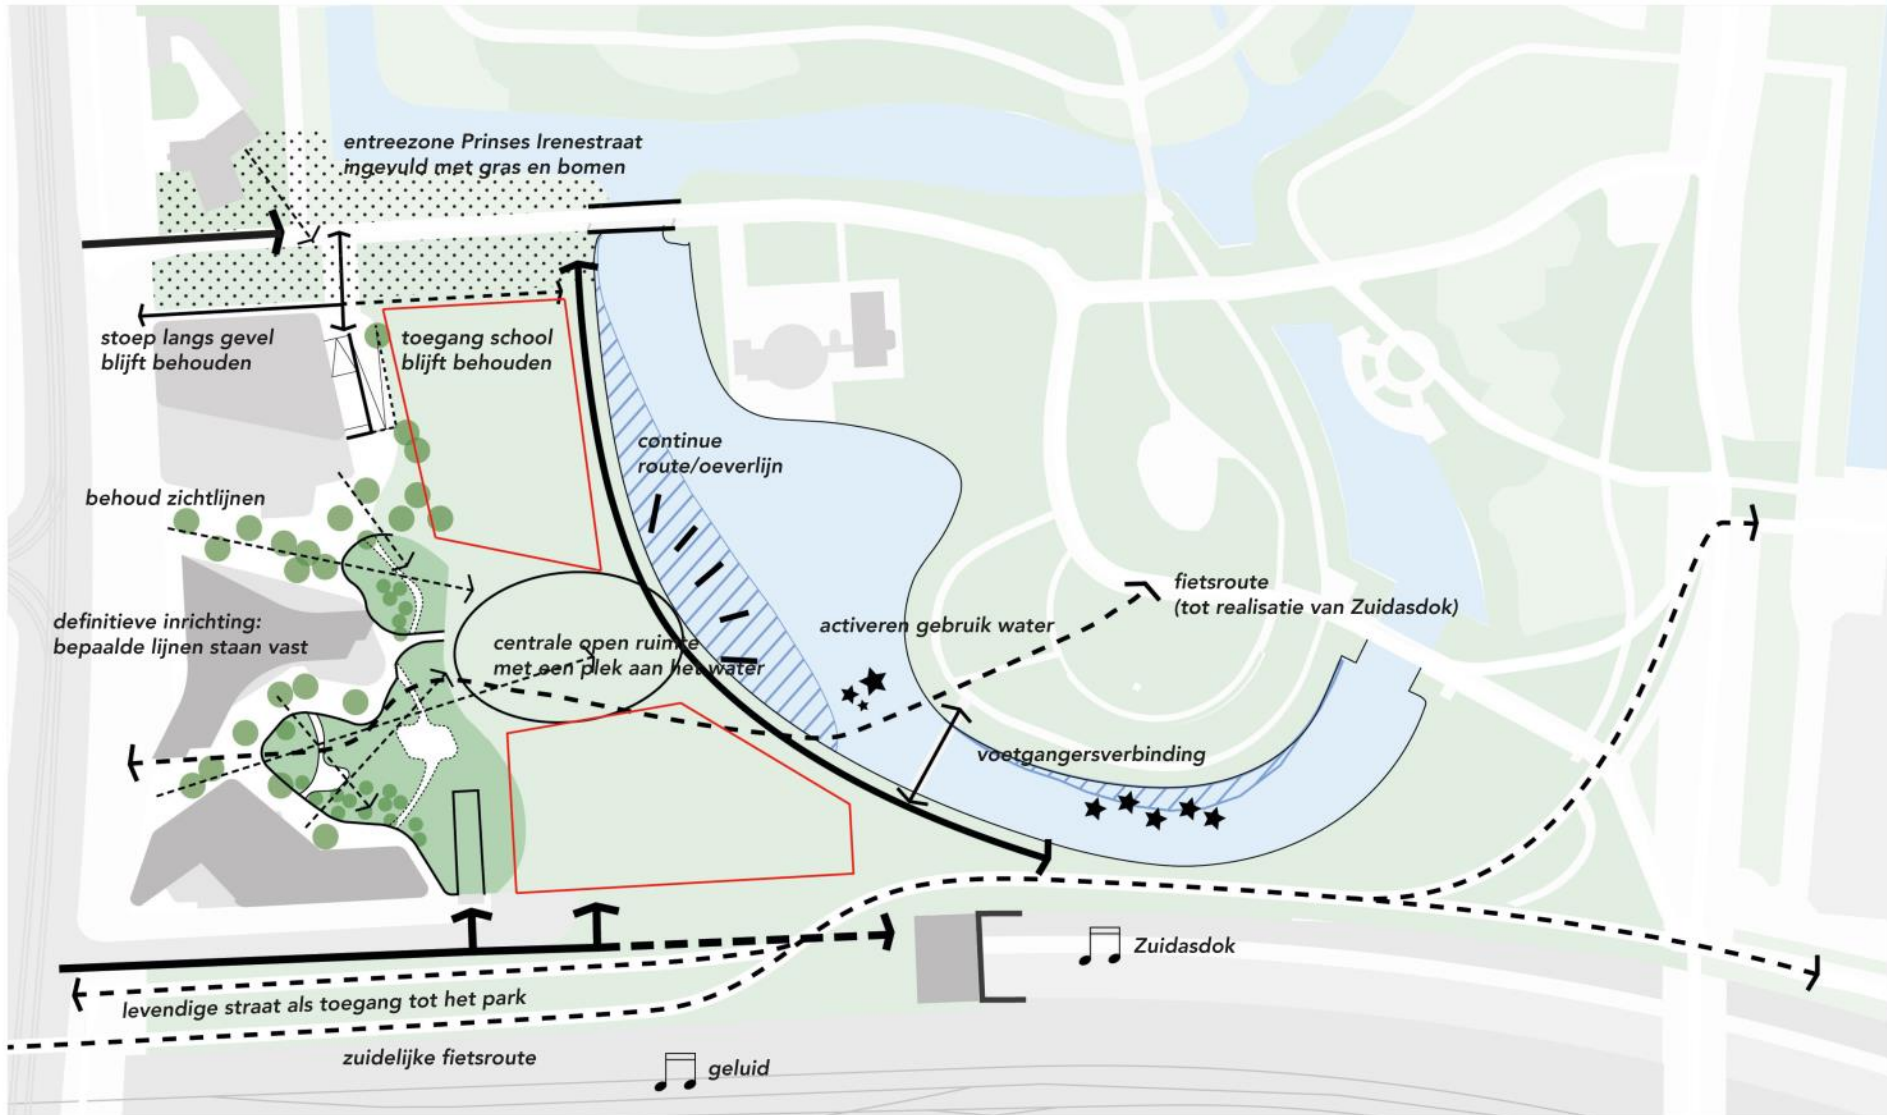 entreezone Prinses Irenestraat
ingevuld met gras en bomen
stoep langs gevel
blijft behouden
toegang school
blijft behouden
continue
route/oeverlijn
behoud zichtlijnen
fietsroute
(tot realisatie van Zuidasdok)
definitieve inrichting:
bepaalde lijnen staan vast
centrale open ruimte
met een plek aan het water
activeren gebruik water
voetgangersverbinding
Zuidasdok
levendige straat als toegang tot het park
zuidelijke fietsroute
geluid